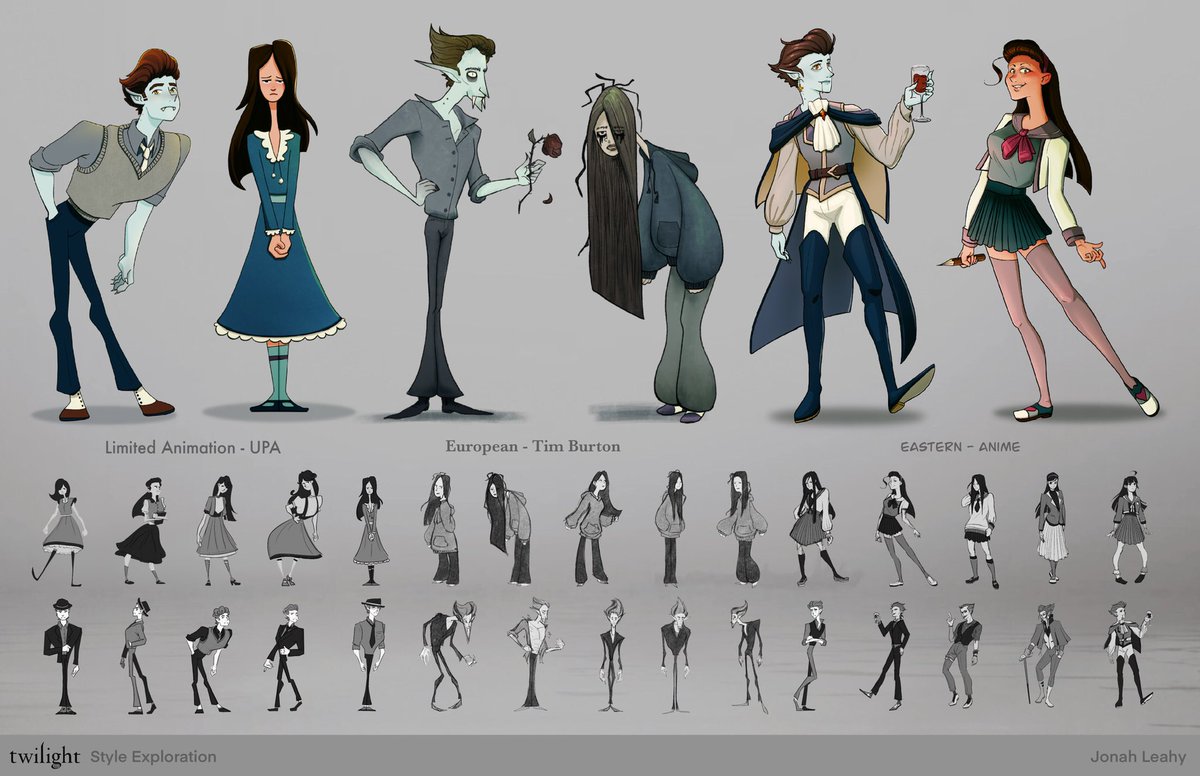 Limited Animation - UPA
European - Tim Burton
EASTERN - ANIME
twilight Style Exploration
Jonah Leahy